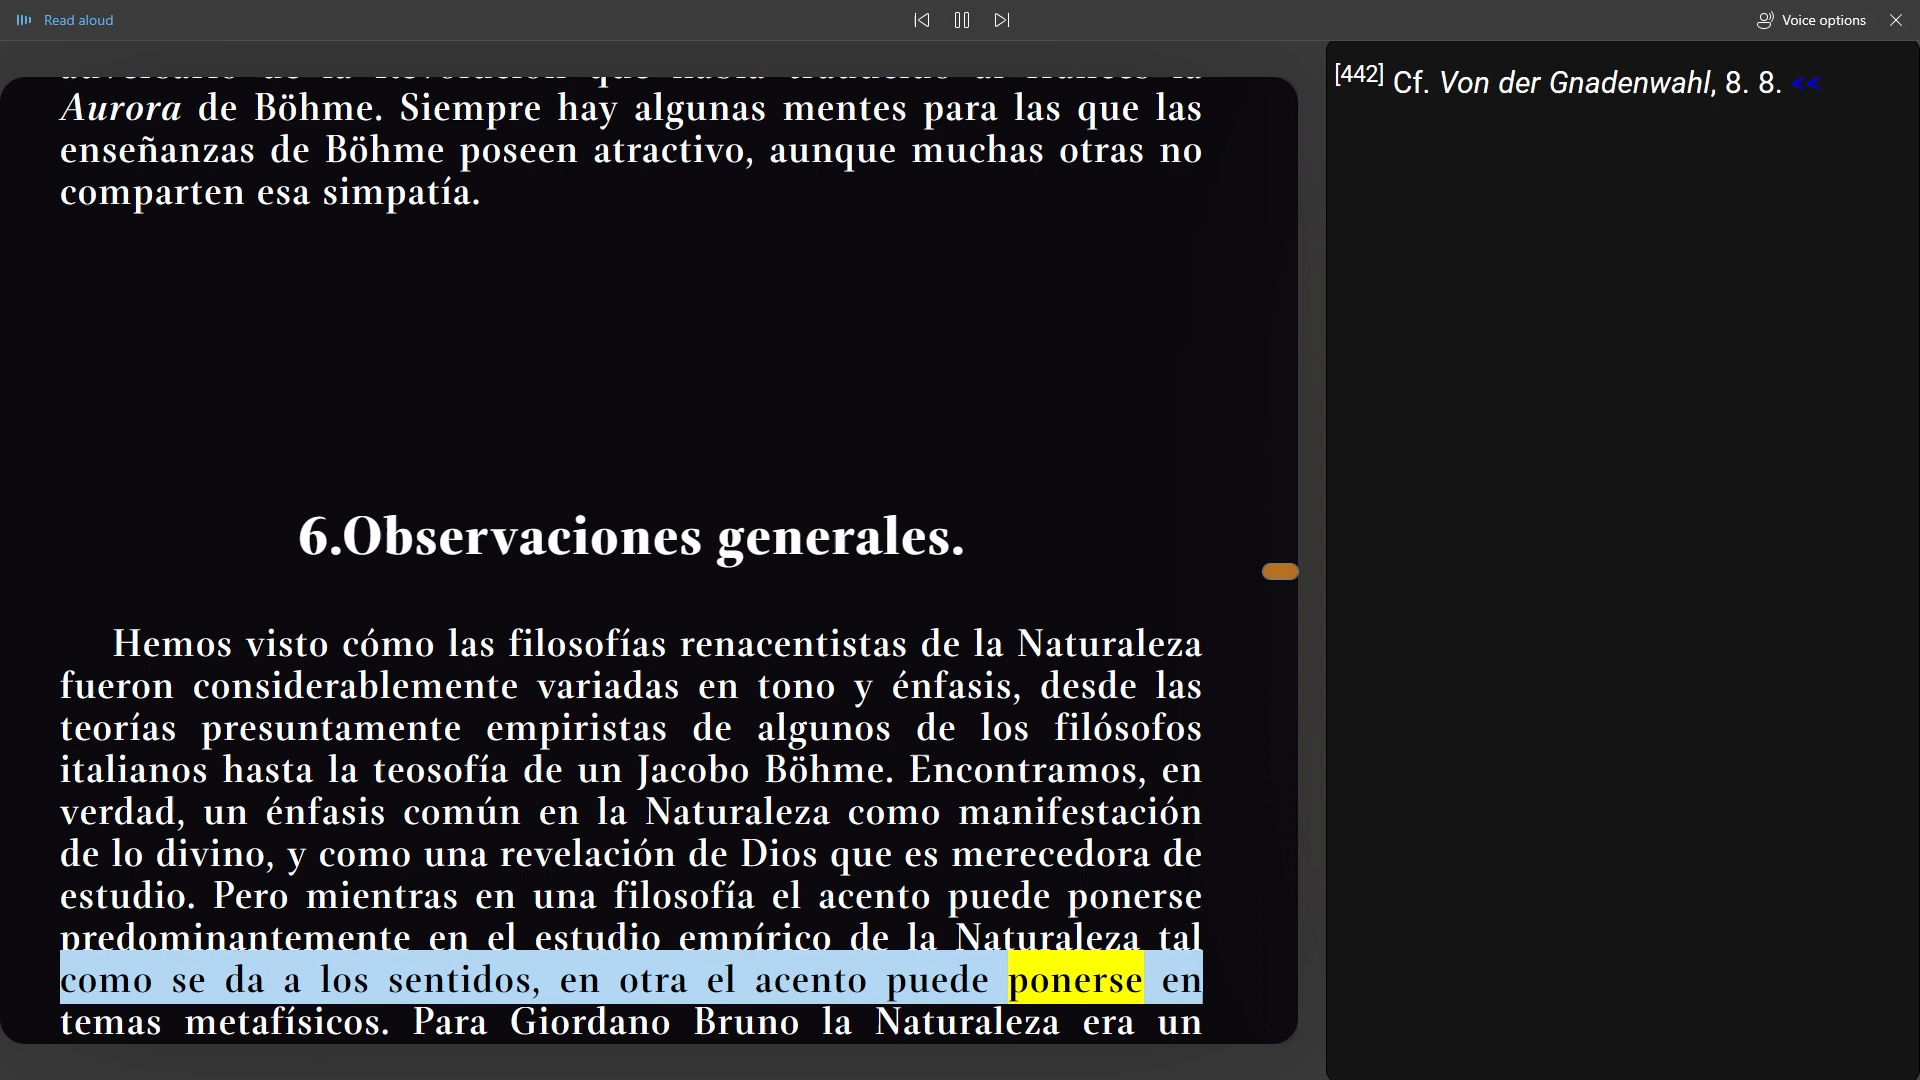 Read aloud
Voice options
Aurora de Böhme. Siempre hay algunas mentes para las que las
enseñanzas de Böhme poseen atractivo, aunque muchas otras no
comparten esa simpatía.
6.Observaciones generales.
Hemos visto cómo las filosofías renacentistas de la Naturaleza
fueron considerablemente variadas en tono y énfasis, desde las
teorías presuntamente empiristas de algunos de los filósofos
italianos hasta la teosofía de un Jacobo Böhme. Encontramos, en
verdad, un énfasis común en la Naturaleza como manifestación
de lo divino, y como una revelación de Dios que es merecedora de
estudio. Pero mientras en una filosofía el acento puede ponerse
predominantemente en el estudio empírico de la Naturaleza tal
como se da a los sentidos, en otra el acento puede ponerse en
temas metafísicos. Para Giordano Bruno la Naturaleza era un
[442] Cf. Von der Gnadenwahl, 8. 8. <<